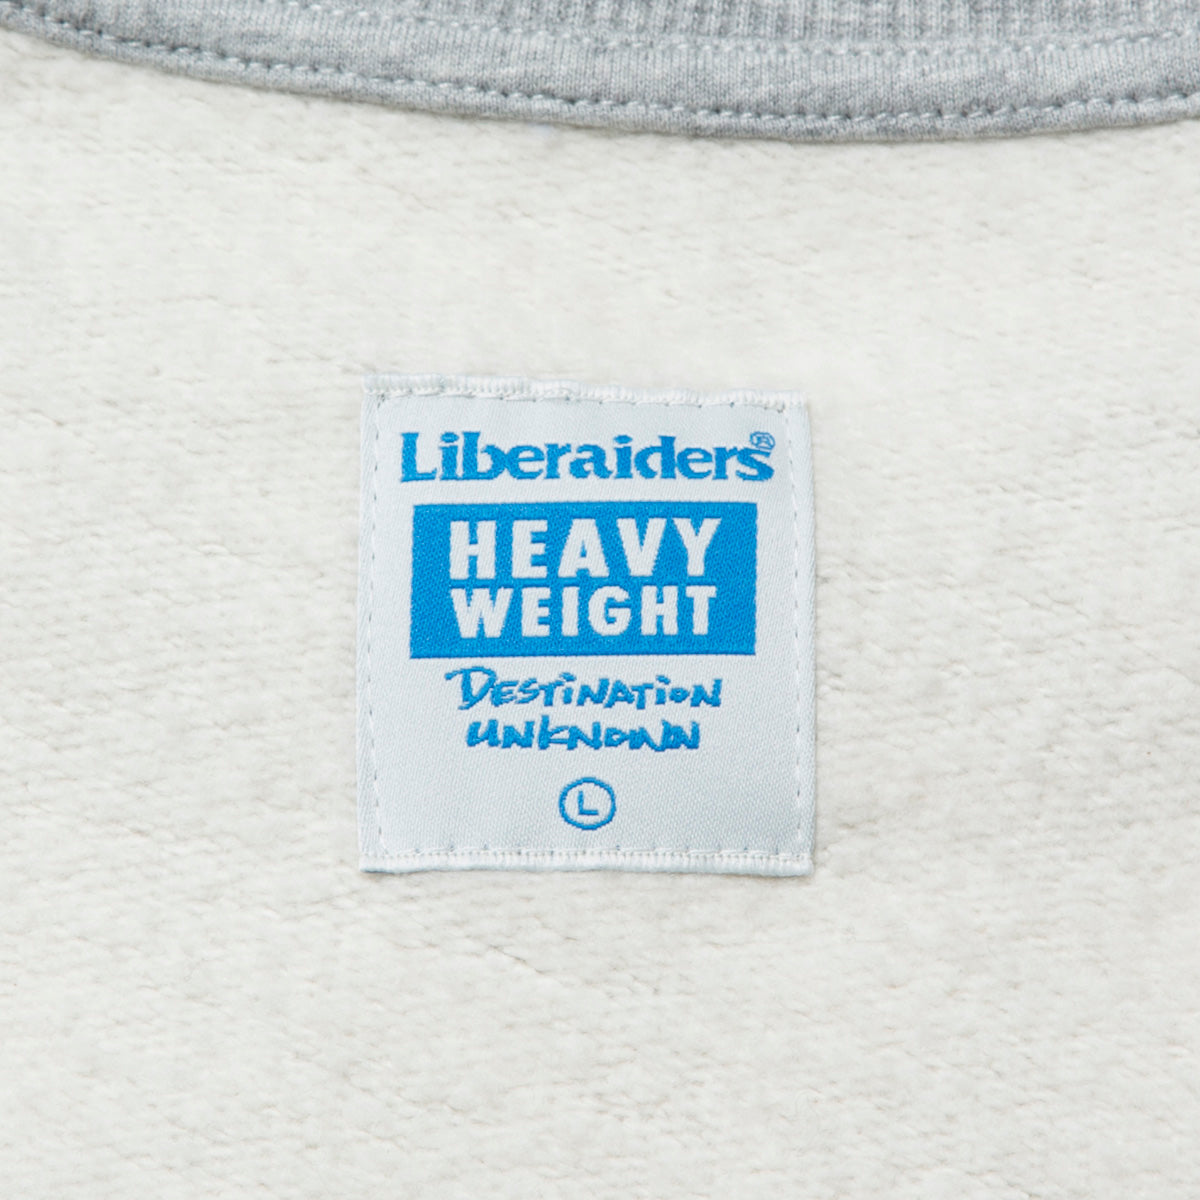 Liberaiders®
HEAVY
WEIGHT
DESTiNATiON
UNKNOWN
L